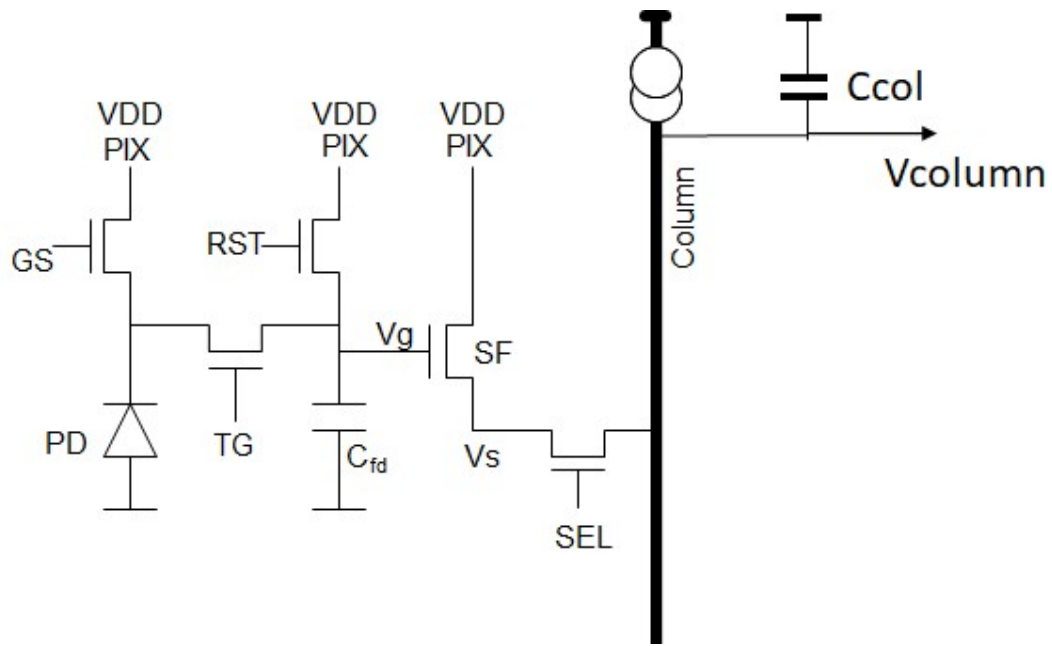 Ccol
VDD
PIX
VDD
PIX
VDD
PIX
Vcolumn
Column
GS
RST
Vg
SF
PD
TG
Cfd
Vs
SEL